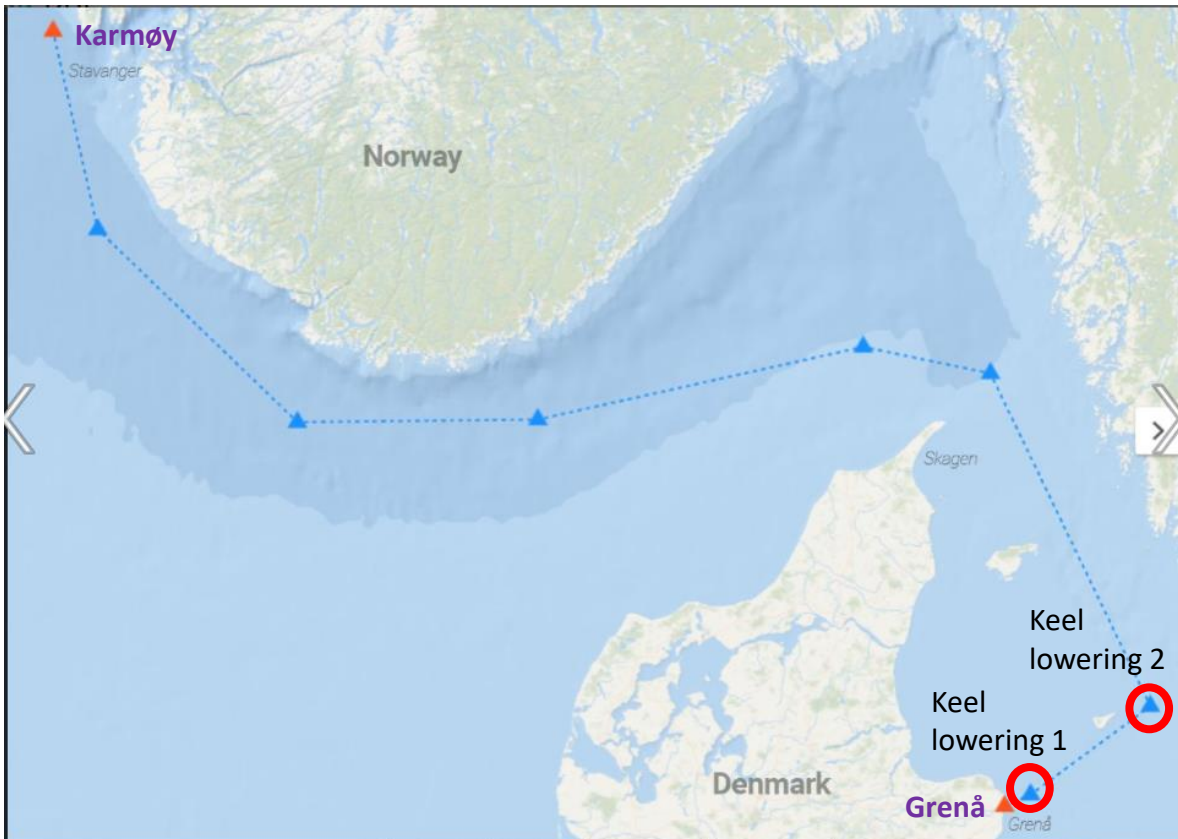 Karmøy
Stavanger
Norway
Skagen
Keel
lowering 2
Keel
lowering 1
Denmark
Grenå
Grenå